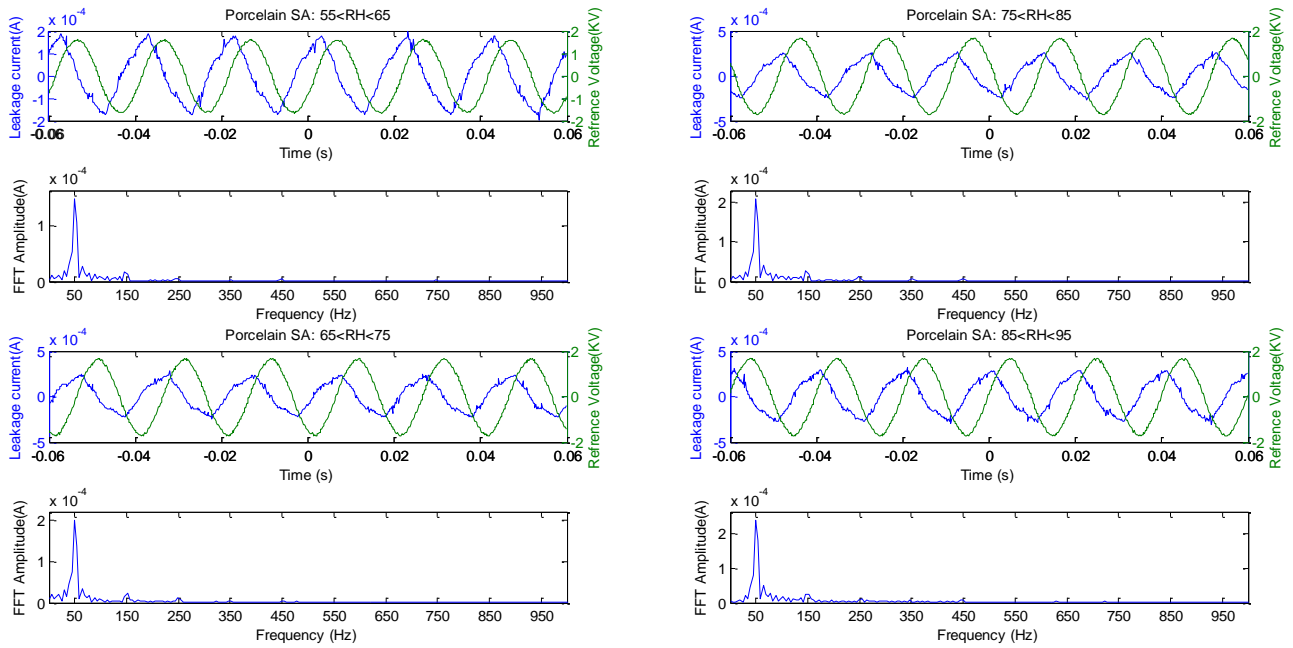 Porcelain SA: 55<RH<65
x 10^-4
Leakage current(A)
2
1
0
-1
-2
2
1
0
-1
-2
Refrence Voltage(KV)
-0.06 -0.04 -0.02 0 0.02 0.04 0.06
Time (s)
x 10^-4
FFT Amplitude(A)
1
0
50 150 250 350 450 550 650 750 850 950
Frequency (Hz)
Porcelain SA: 65<RH<75
x 10^-4
Leakage current(A)
5
0
-5
2
0
-2
Refrence Voltage(KV)
-0.06 -0.04 -0.02 0 0.02 0.04 0.06
Time (s)
x 10^-4
FFT Amplitude(A)
2
1
0
50 150 250 350 450 550 650 750 850 950
Frequency (Hz)
Porcelain SA: 75<RH<85
x 10^-4
Leakage current(A)
5
0
-5
2
0
-2
Refrence Voltage(KV)
-0.06 -0.04 -0.02 0 0.02 0.04 0.06
Time (s)
x 10^-4
FFT Amplitude(A)
2
1
0
50 150 250 350 450 550 650 750 850 950
Frequency (Hz)
Porcelain SA: 85<RH<95
x 10^-4
Leakage current(A)
5
0
-5
2
0
-2
Refrence Voltage(KV)
-0.06 -0.04 -0.02 0 0.02 0.04 0.06
Time (s)
x 10^-4
FFT Amplitude(A)
2
1
0
50 150 250 350 450 550 650 750 850 950
Frequency (Hz)